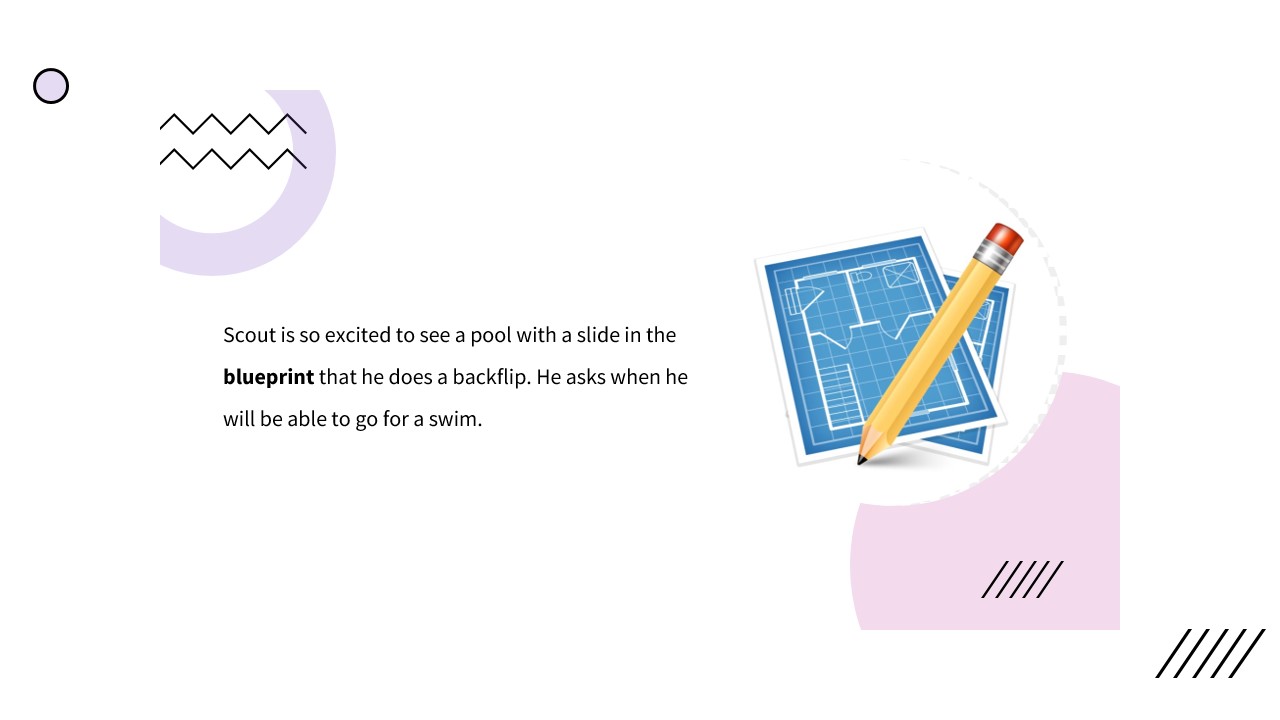 Scout is so excited to see a pool with a slide in the
blueprint that he does a backflip. He asks when he
will be able to go for a swim.